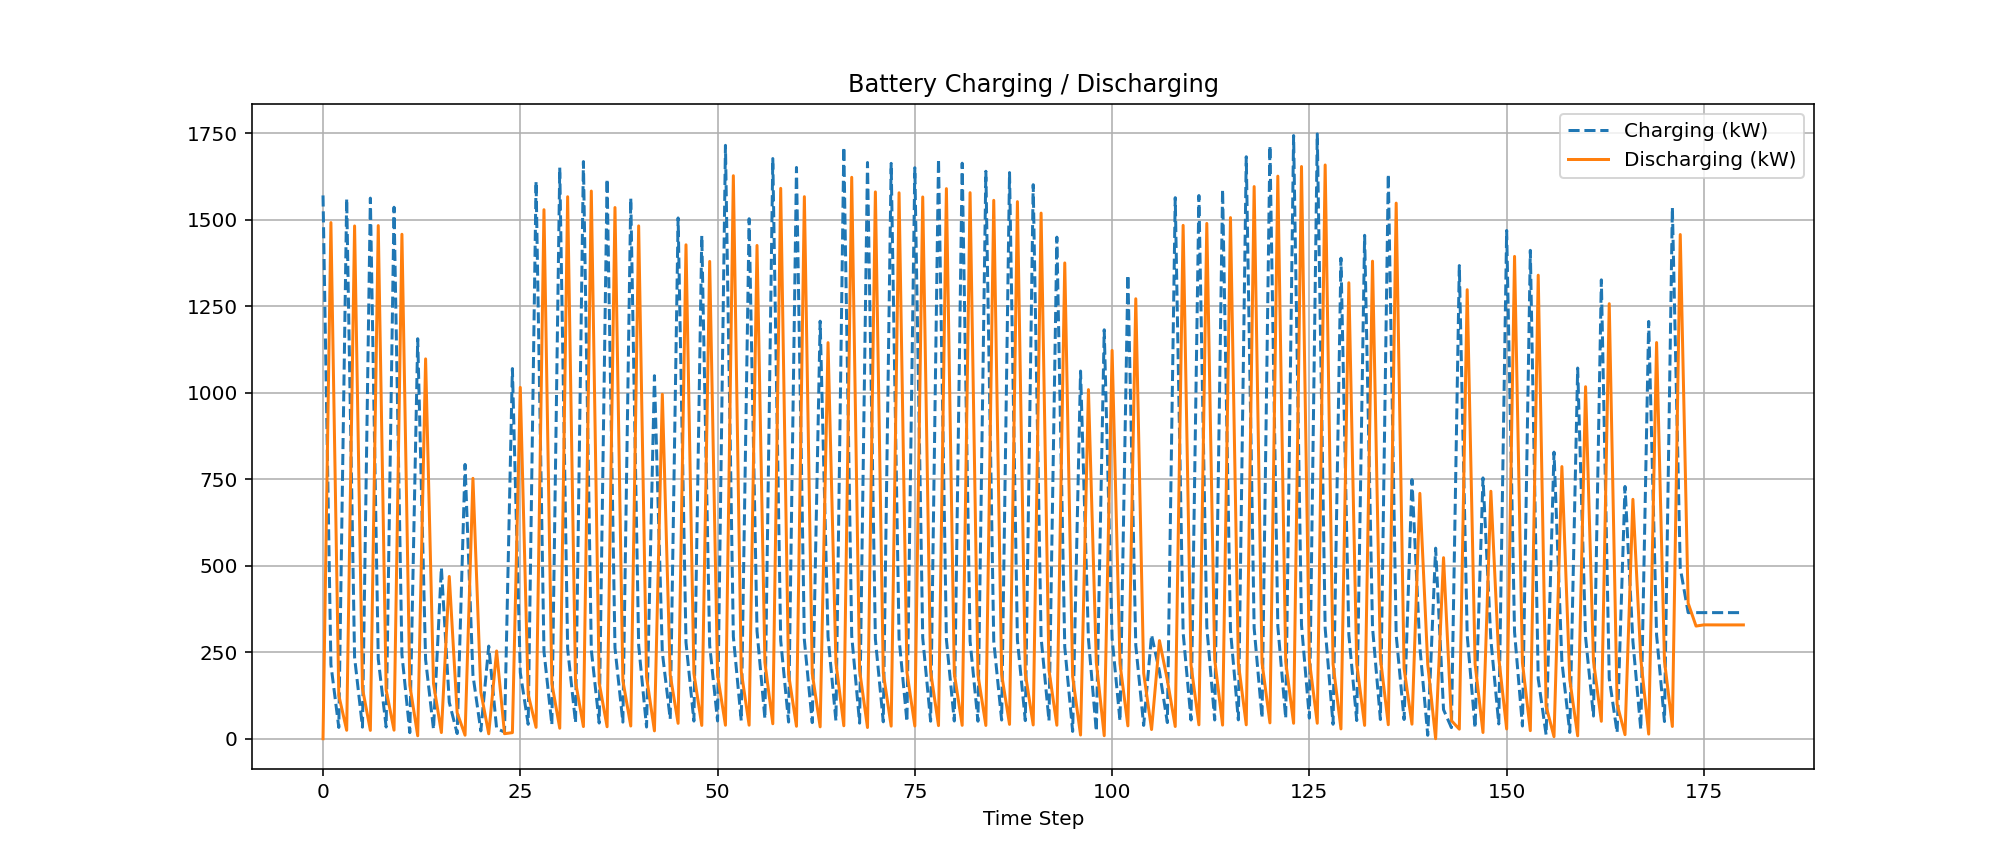 Battery Charging / Discharging
Charging (kW)
Discharging (kW)
1750
1500
1250
1000
750
500
250
0
0 25 50 75 100 125 150 175
Time Step